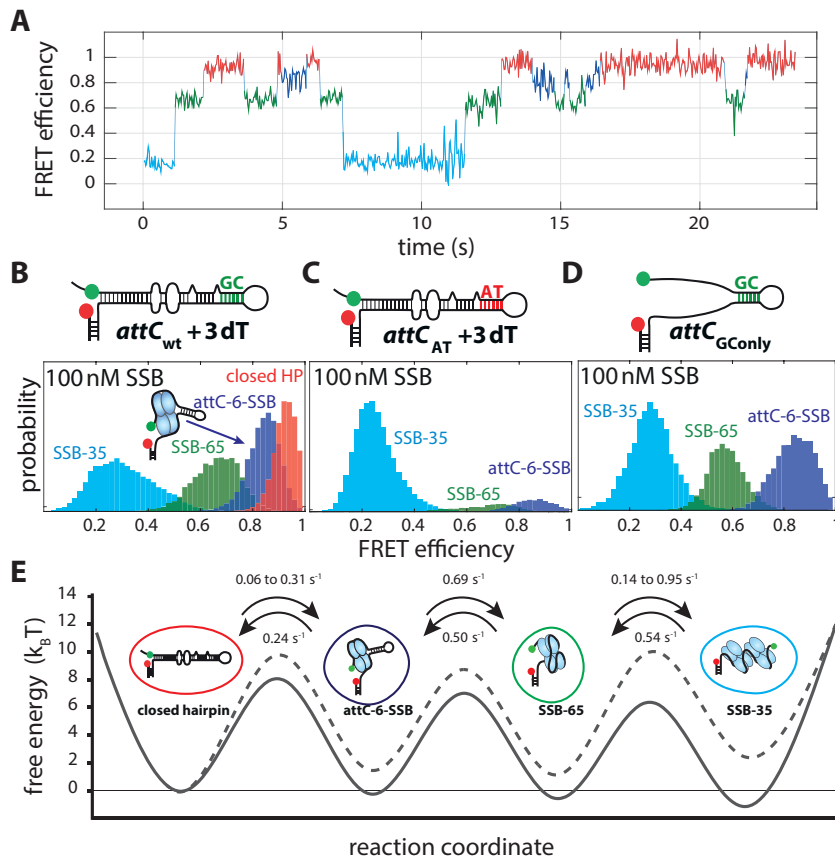 A
FRET efficiency
1
0.8
0.6
0.4
0.2
0
0
5
10
15
20
time (s)
B
GC
attCwt + 3 dT
C
AT
attCAT + 3 dT
D
GC
attCGConly
probability
100 nM SSB
closed HP
attC-6-SSB
SSB-65
SSB-35
0.2 0.4 0.6 0.8 1
100 nM SSB
SSB-35
attC-6-SSB
SSB-65
0.2 0.4 0.6 0.8 1
100 nM SSB
SSB-35
attC-6-SSB
SSB-65
0.2 0.4 0.6 0.8 1
FRET efficiency
E
free energy (kBT)
14
12
10
8
6
4
2
0
0.06 to 0.31 s-1
0.24 s-1
0.69 s-1
0.50 s-1
0.14 to 0.95 s-1
0.54 s-1
closed hairpin
attC-6-SSB
SSB-65
SSB-35
reaction coordinate